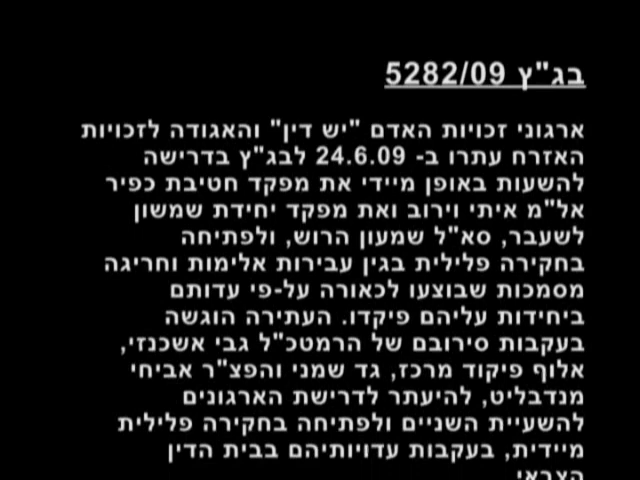 בג"ץ 5282/09
ארגוני זכויות האדם "יש דין" והאגודה לזכויות
האזרח עתרו ב- 24.6.09 לבג"ץ בדרישה
להשעות באופן מיידי את מפקד חטיבת כפיר
אל"מ איתי וירוב ואת מפקד יחידת שמשון
לשעבר, סא"ל שמעון הרוש, ולפתיחה
בחקירה פלילית בגין עבירות אלימות וחריגה
מסמכות שבוצעו לכאורה על-פי עדותם
ביחידות עליהם פיקדו. העתירה הוגשה
בעקבות סירובם של הרמטכ"ל גבי אשכנזי,
אלוף פיקוד מרכז, גד שמני והפצ"ר אביחי
מנדבליט, להיעתר לדרישת הארגונים
להשעיית השניים ולפתיחה בחקירה פלילית
מיידית, בעקבות עדויותיהם בבית הדין
הצבאי